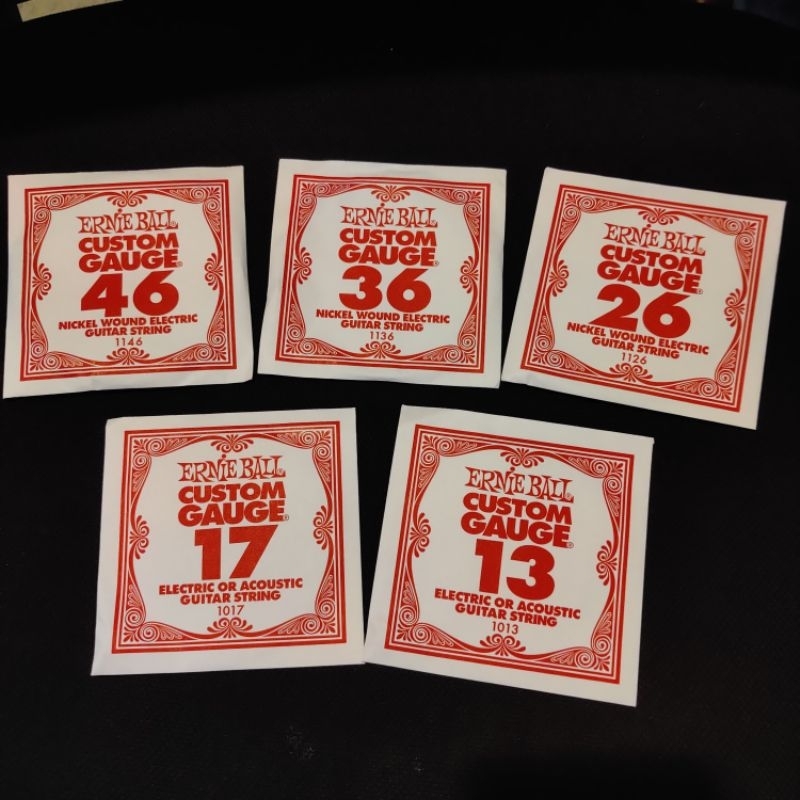 ERNIE BALL
CUSTOM
GAUGE®
46
NICKEL WOUND ELECTRIC
GUITAR STRING
1146
ERNIE BALL
CUSTOM
GAUGE®
36
NICKEL WOUND ELECTRIC
GUITAR STRING
1136
ERNIE BALL
CUSTOM
GAUGE®
26
NICKEL WOUND ELECTRIC
GUITAR STRING
1126
ERNIE BALL
CUSTOM
GAUGE®
17
ELECTRIC OR ACOUSTIC
GUITAR STRING
1017
ERNIE BALL
CUSTOM
GAUGE®
13
ELECTRIC OR ACOUSTIC
GUITAR STRING
1013